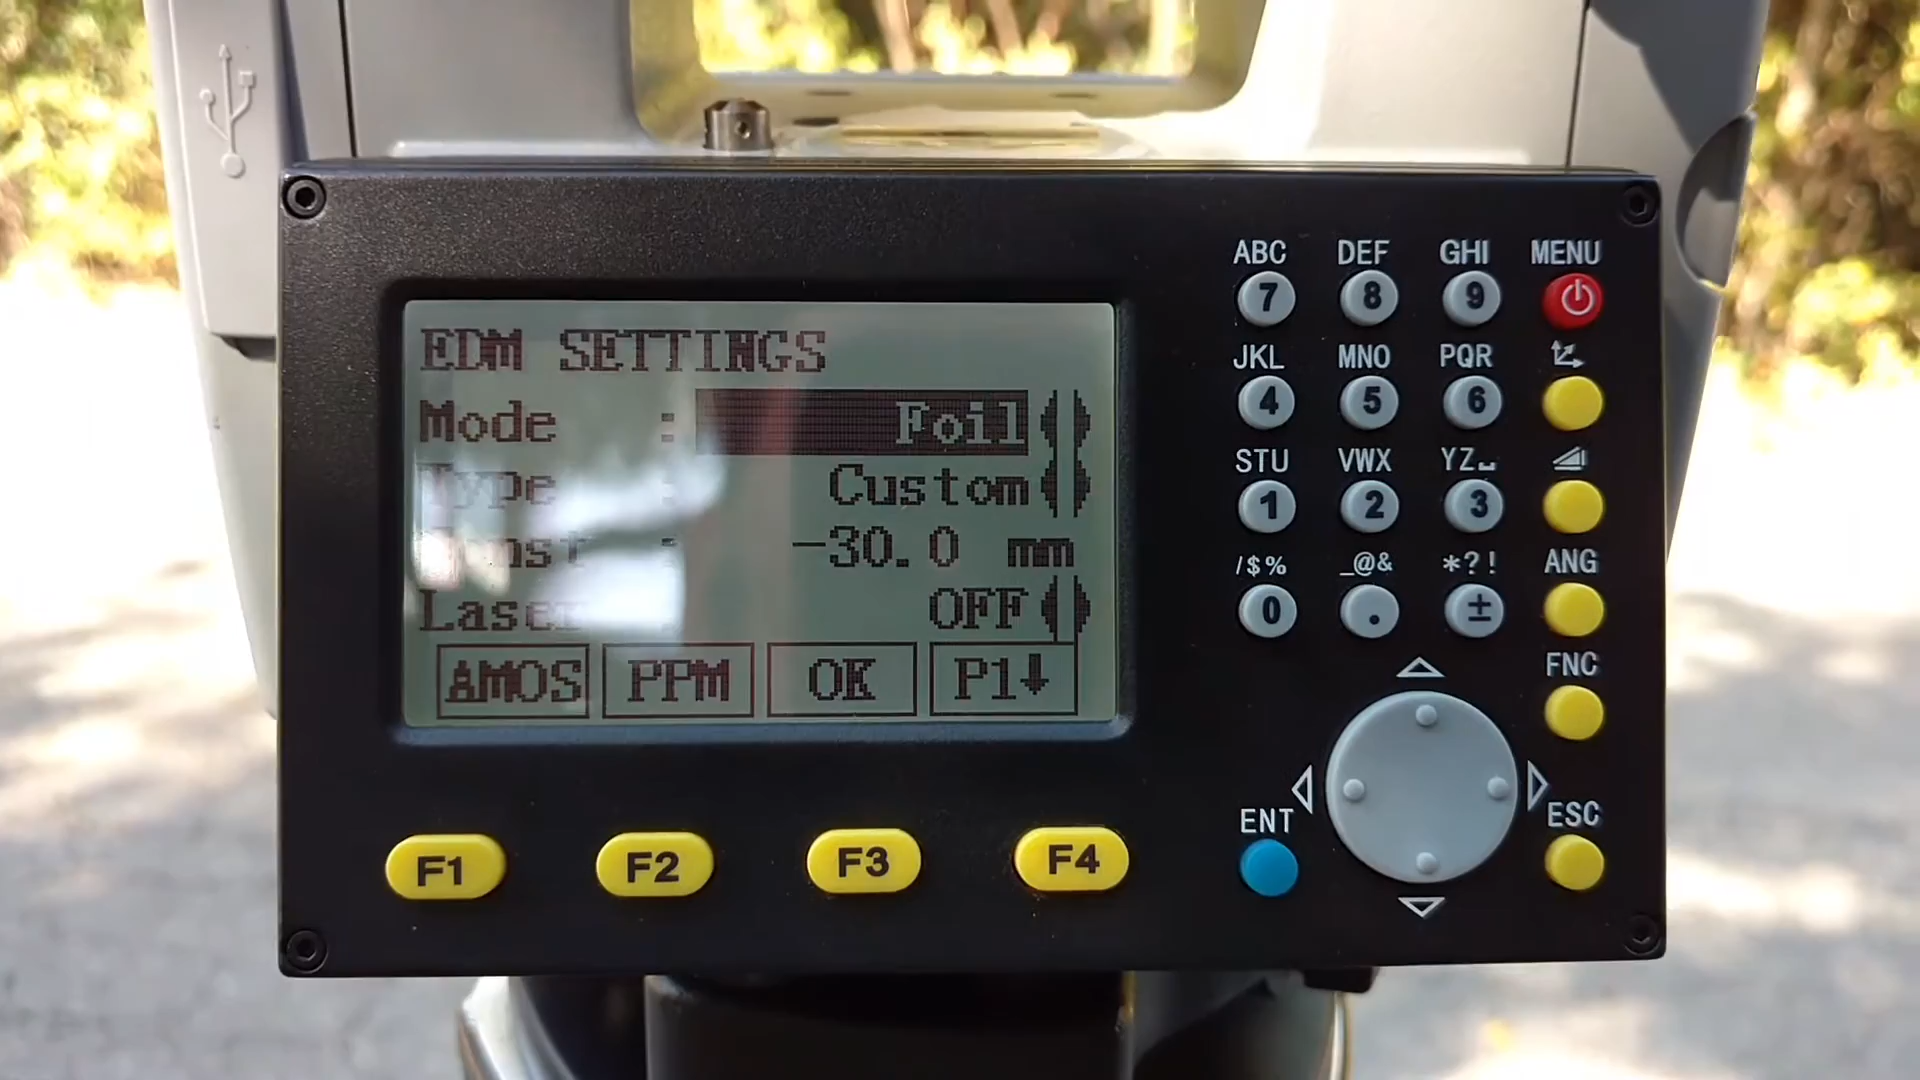 EDM SETTINGS
Mode : Foil
Type : Custom
: -30.0 mm
Laser : OFF
AMOS PPM OK P1↓
F1 F2 F3 F4
ABC DEF GHI MENU
7 8 9
JKL MNO PQR
4 5 6
STU VWX YZ␣
1 2 3
/$% _@& *?! ANG
0 . ±
FNC
ENT ESC